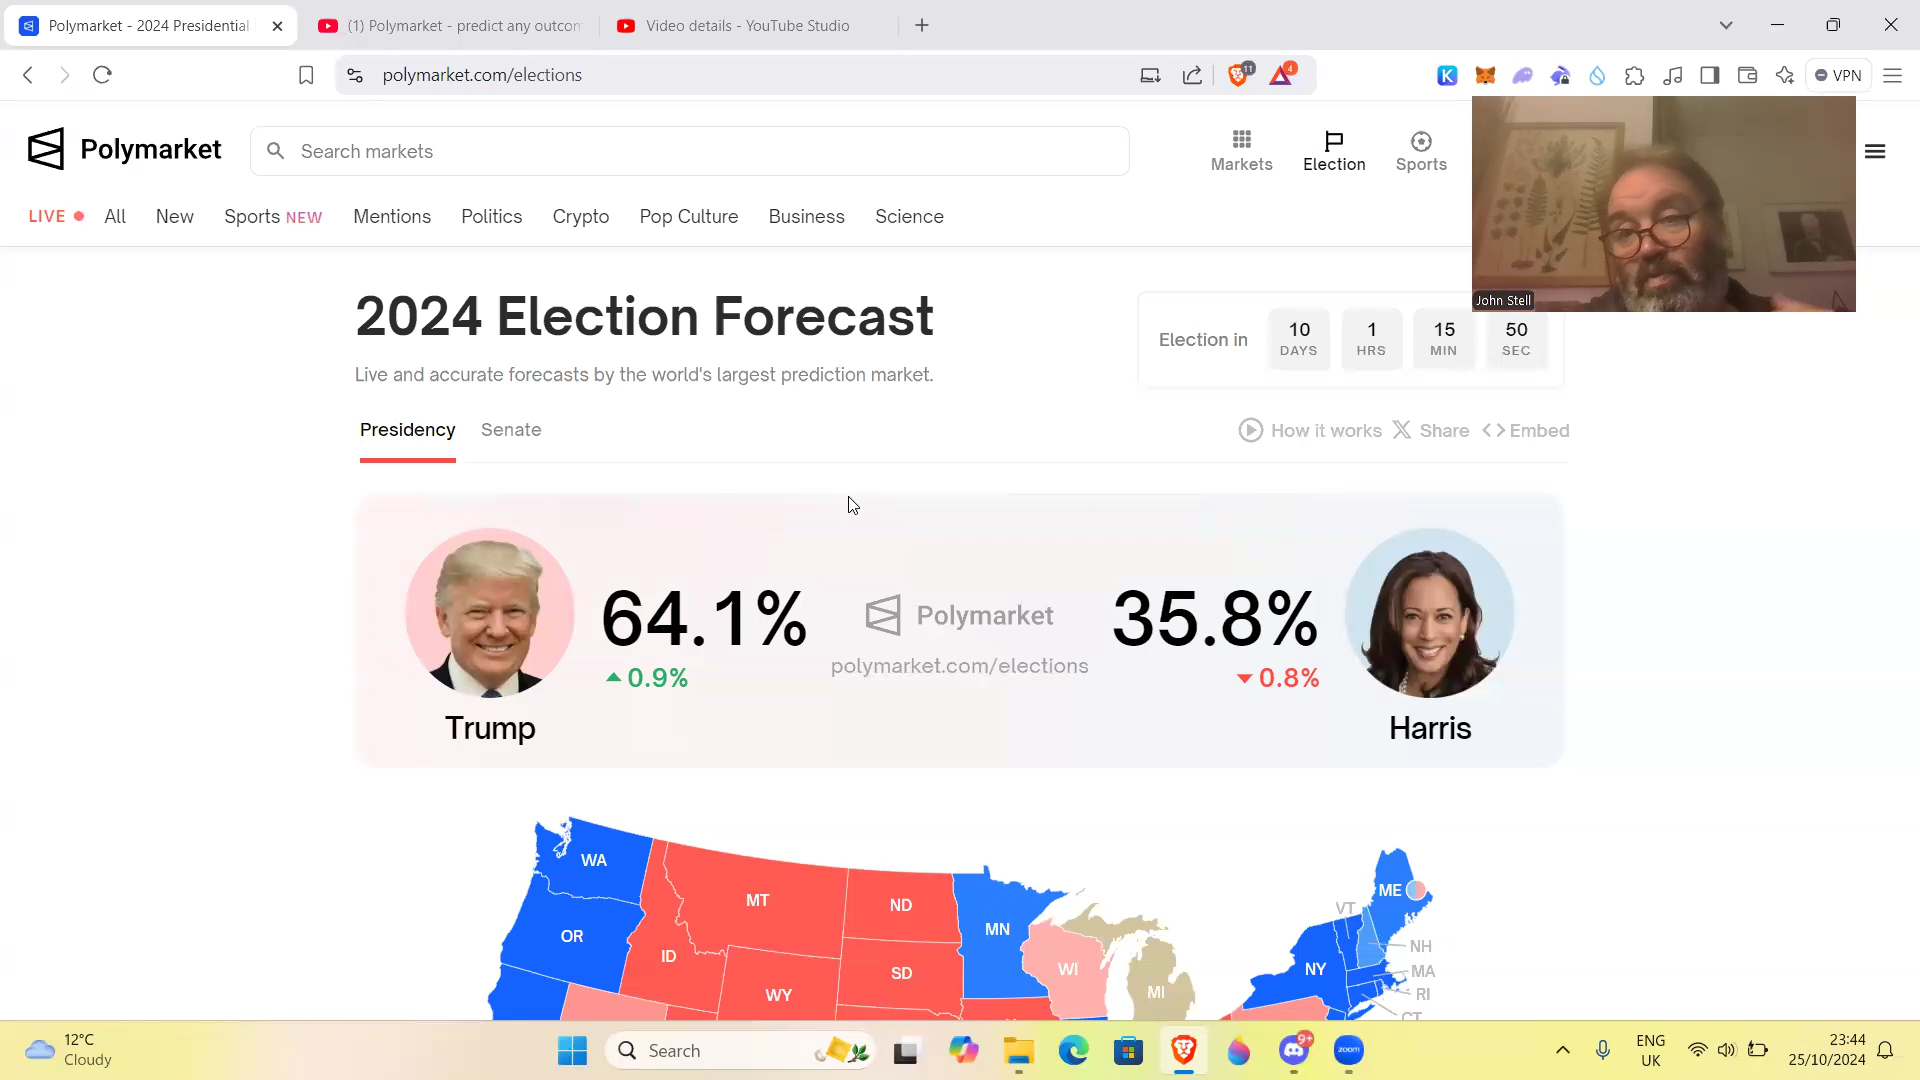 Polymarket - 2024 Presidential
(1) Polymarket - predict any outcon
Video details - YouTube Studio
polymarket.com/elections
11
4
VPN
Polymarket
Search markets
Markets
Election
Sports
LIVE
All
New
Sports NEW
Mentions
Politics
Crypto
Pop Culture
Business
Science
John Stell
2024 Election Forecast
Live and accurate forecasts by the world's largest prediction market.
Election in
10 DAYS
1 HRS
15 MIN
50 SEC
Presidency
Senate
How it works
Share
Embed
64.1%
0.9%
Trump
Polymarket
polymarket.com/elections
35.8%
0.8%
Harris
WA
MT
ND
MN
ME
VT
OR
ID
SD
WI
NY
NH
MA
WY
MI
RI
CT
12°C
Cloudy
Search
9+
zoom
ENG
UK
23:44
25/10/2024